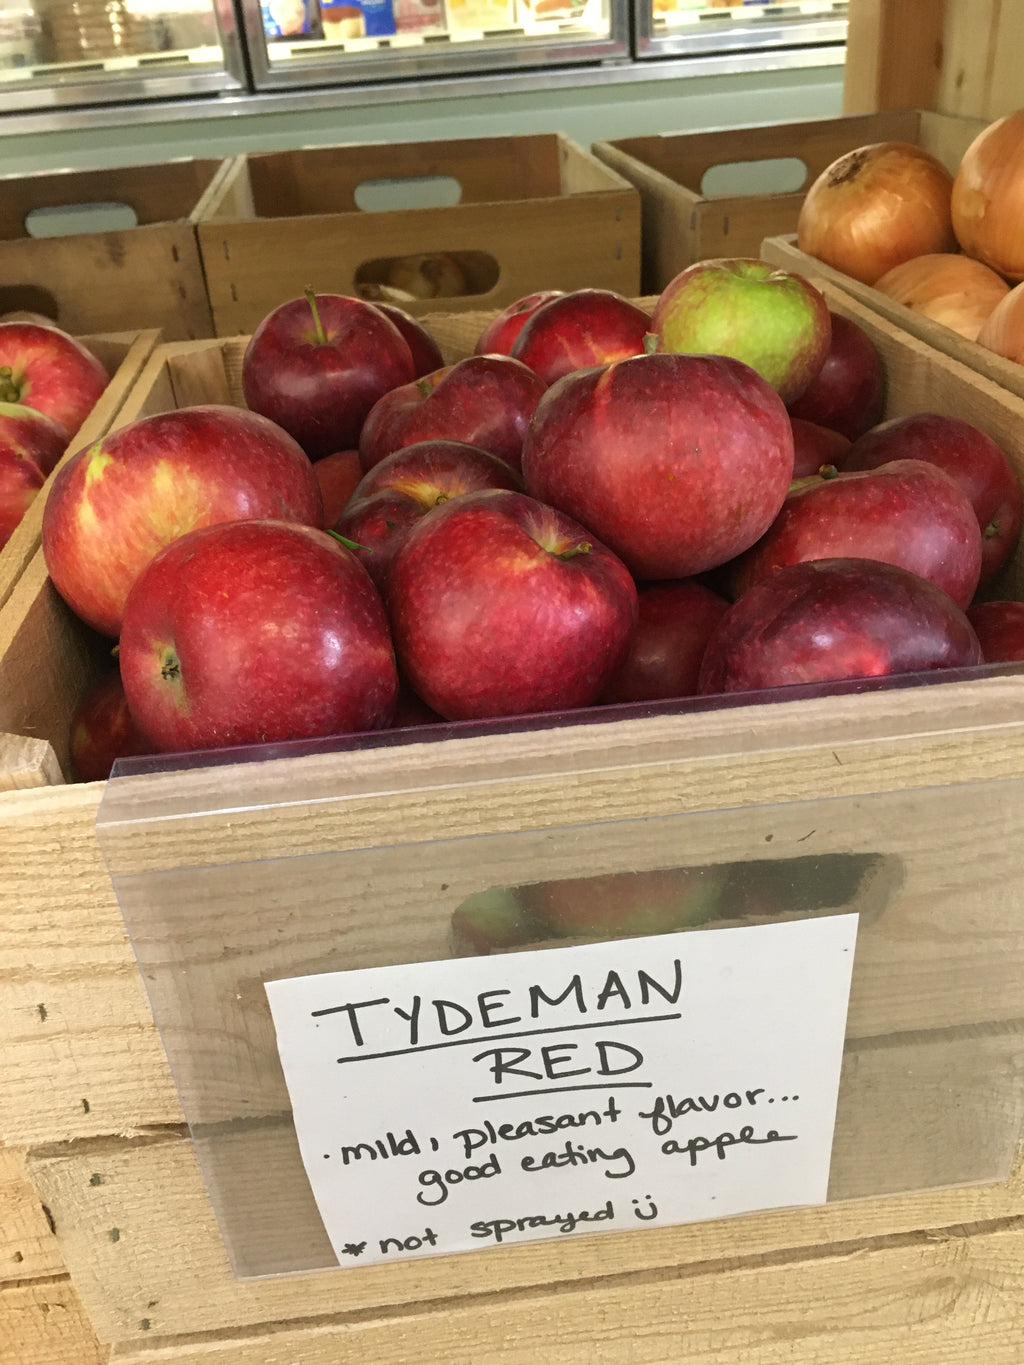 TYDEMAN
RED
· mild, pleasant flavor...
good eating apple
* not sprayed ü